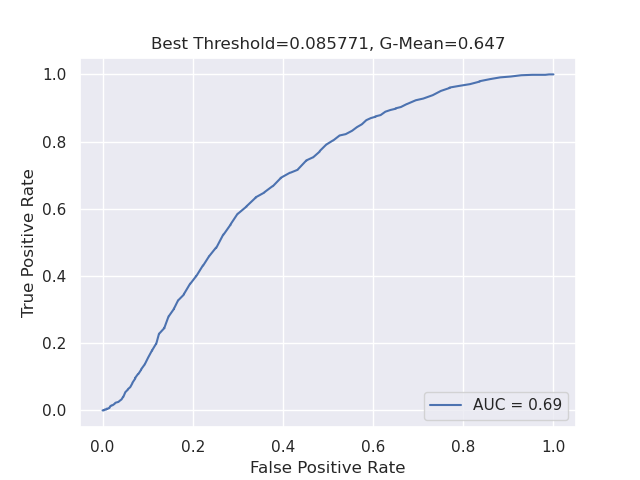 Best Threshold=0.085771, G-Mean=0.647
1.0
0.8
0.6
0.4
0.2
0.0
True Positive Rate
AUC = 0.69
0.0 0.2 0.4 0.6 0.8 1.0
False Positive Rate